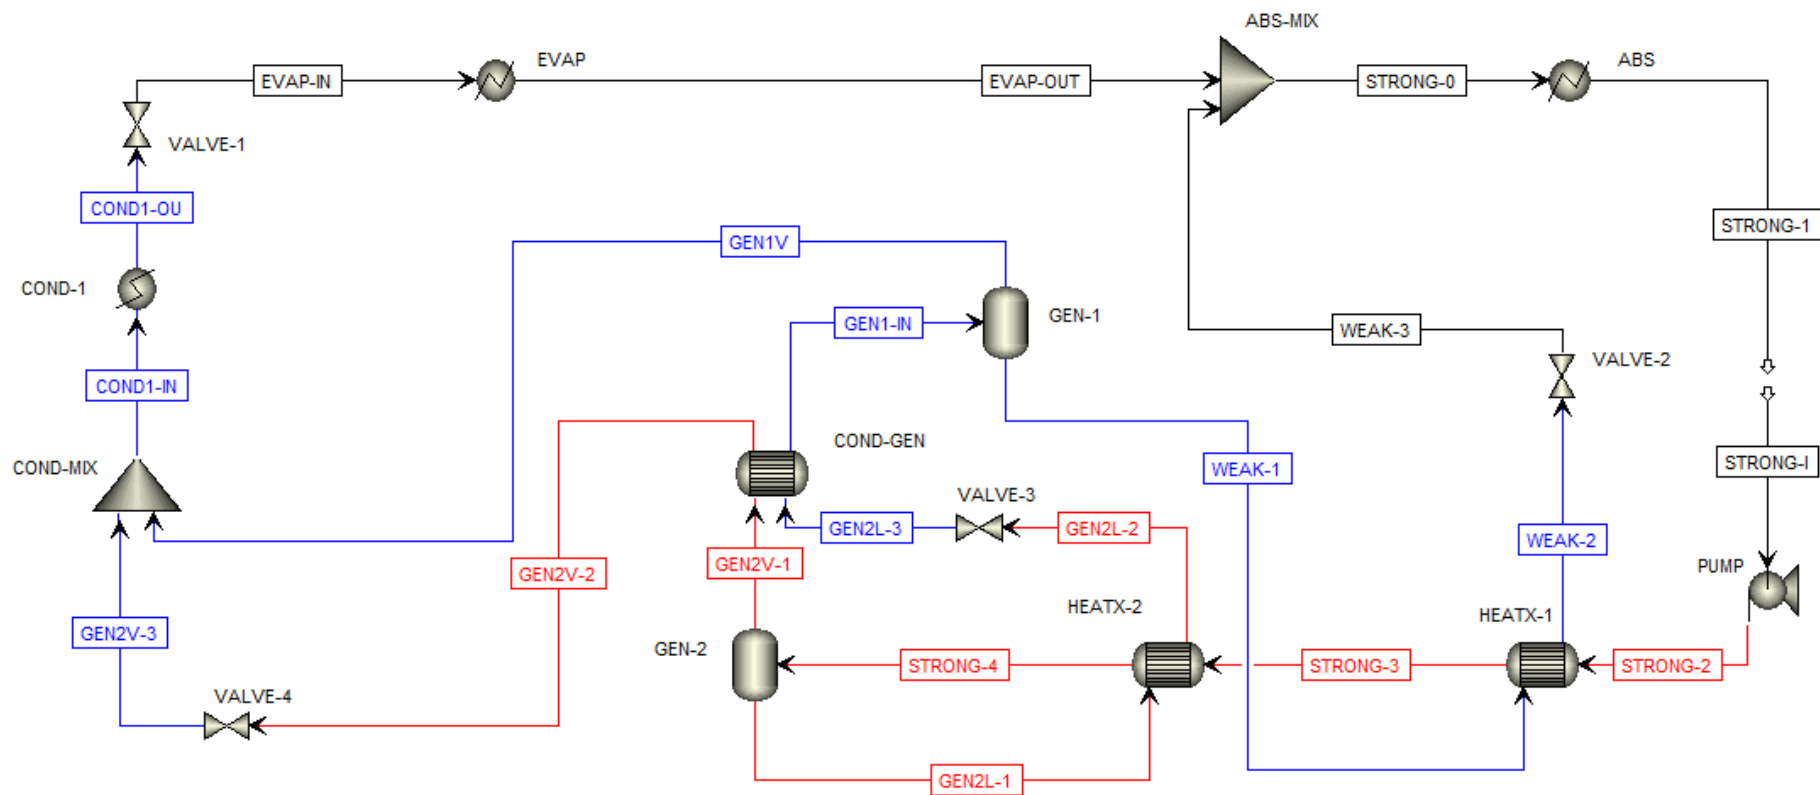 ABS-MIX
EVAP
ABS
EVAP-IN
EVAP-OUT
STRONG-0
VALVE-1
COND1-OU
STRONG-1
GEN1V
COND-1
GEN-1
GEN1-IN
WEAK-3
VALVE-2
COND1-IN
COND-GEN
COND-MIX
WEAK-1
STRONG-I
VALVE-3
GEN2L-3
GEN2L-2
WEAK-2
GEN2V-1
GEN2V-2
PUMP
HEATX-2
HEATX-1
GEN2V-3
GEN-2
STRONG-4
STRONG-3
STRONG-2
VALVE-4
GEN2L-1